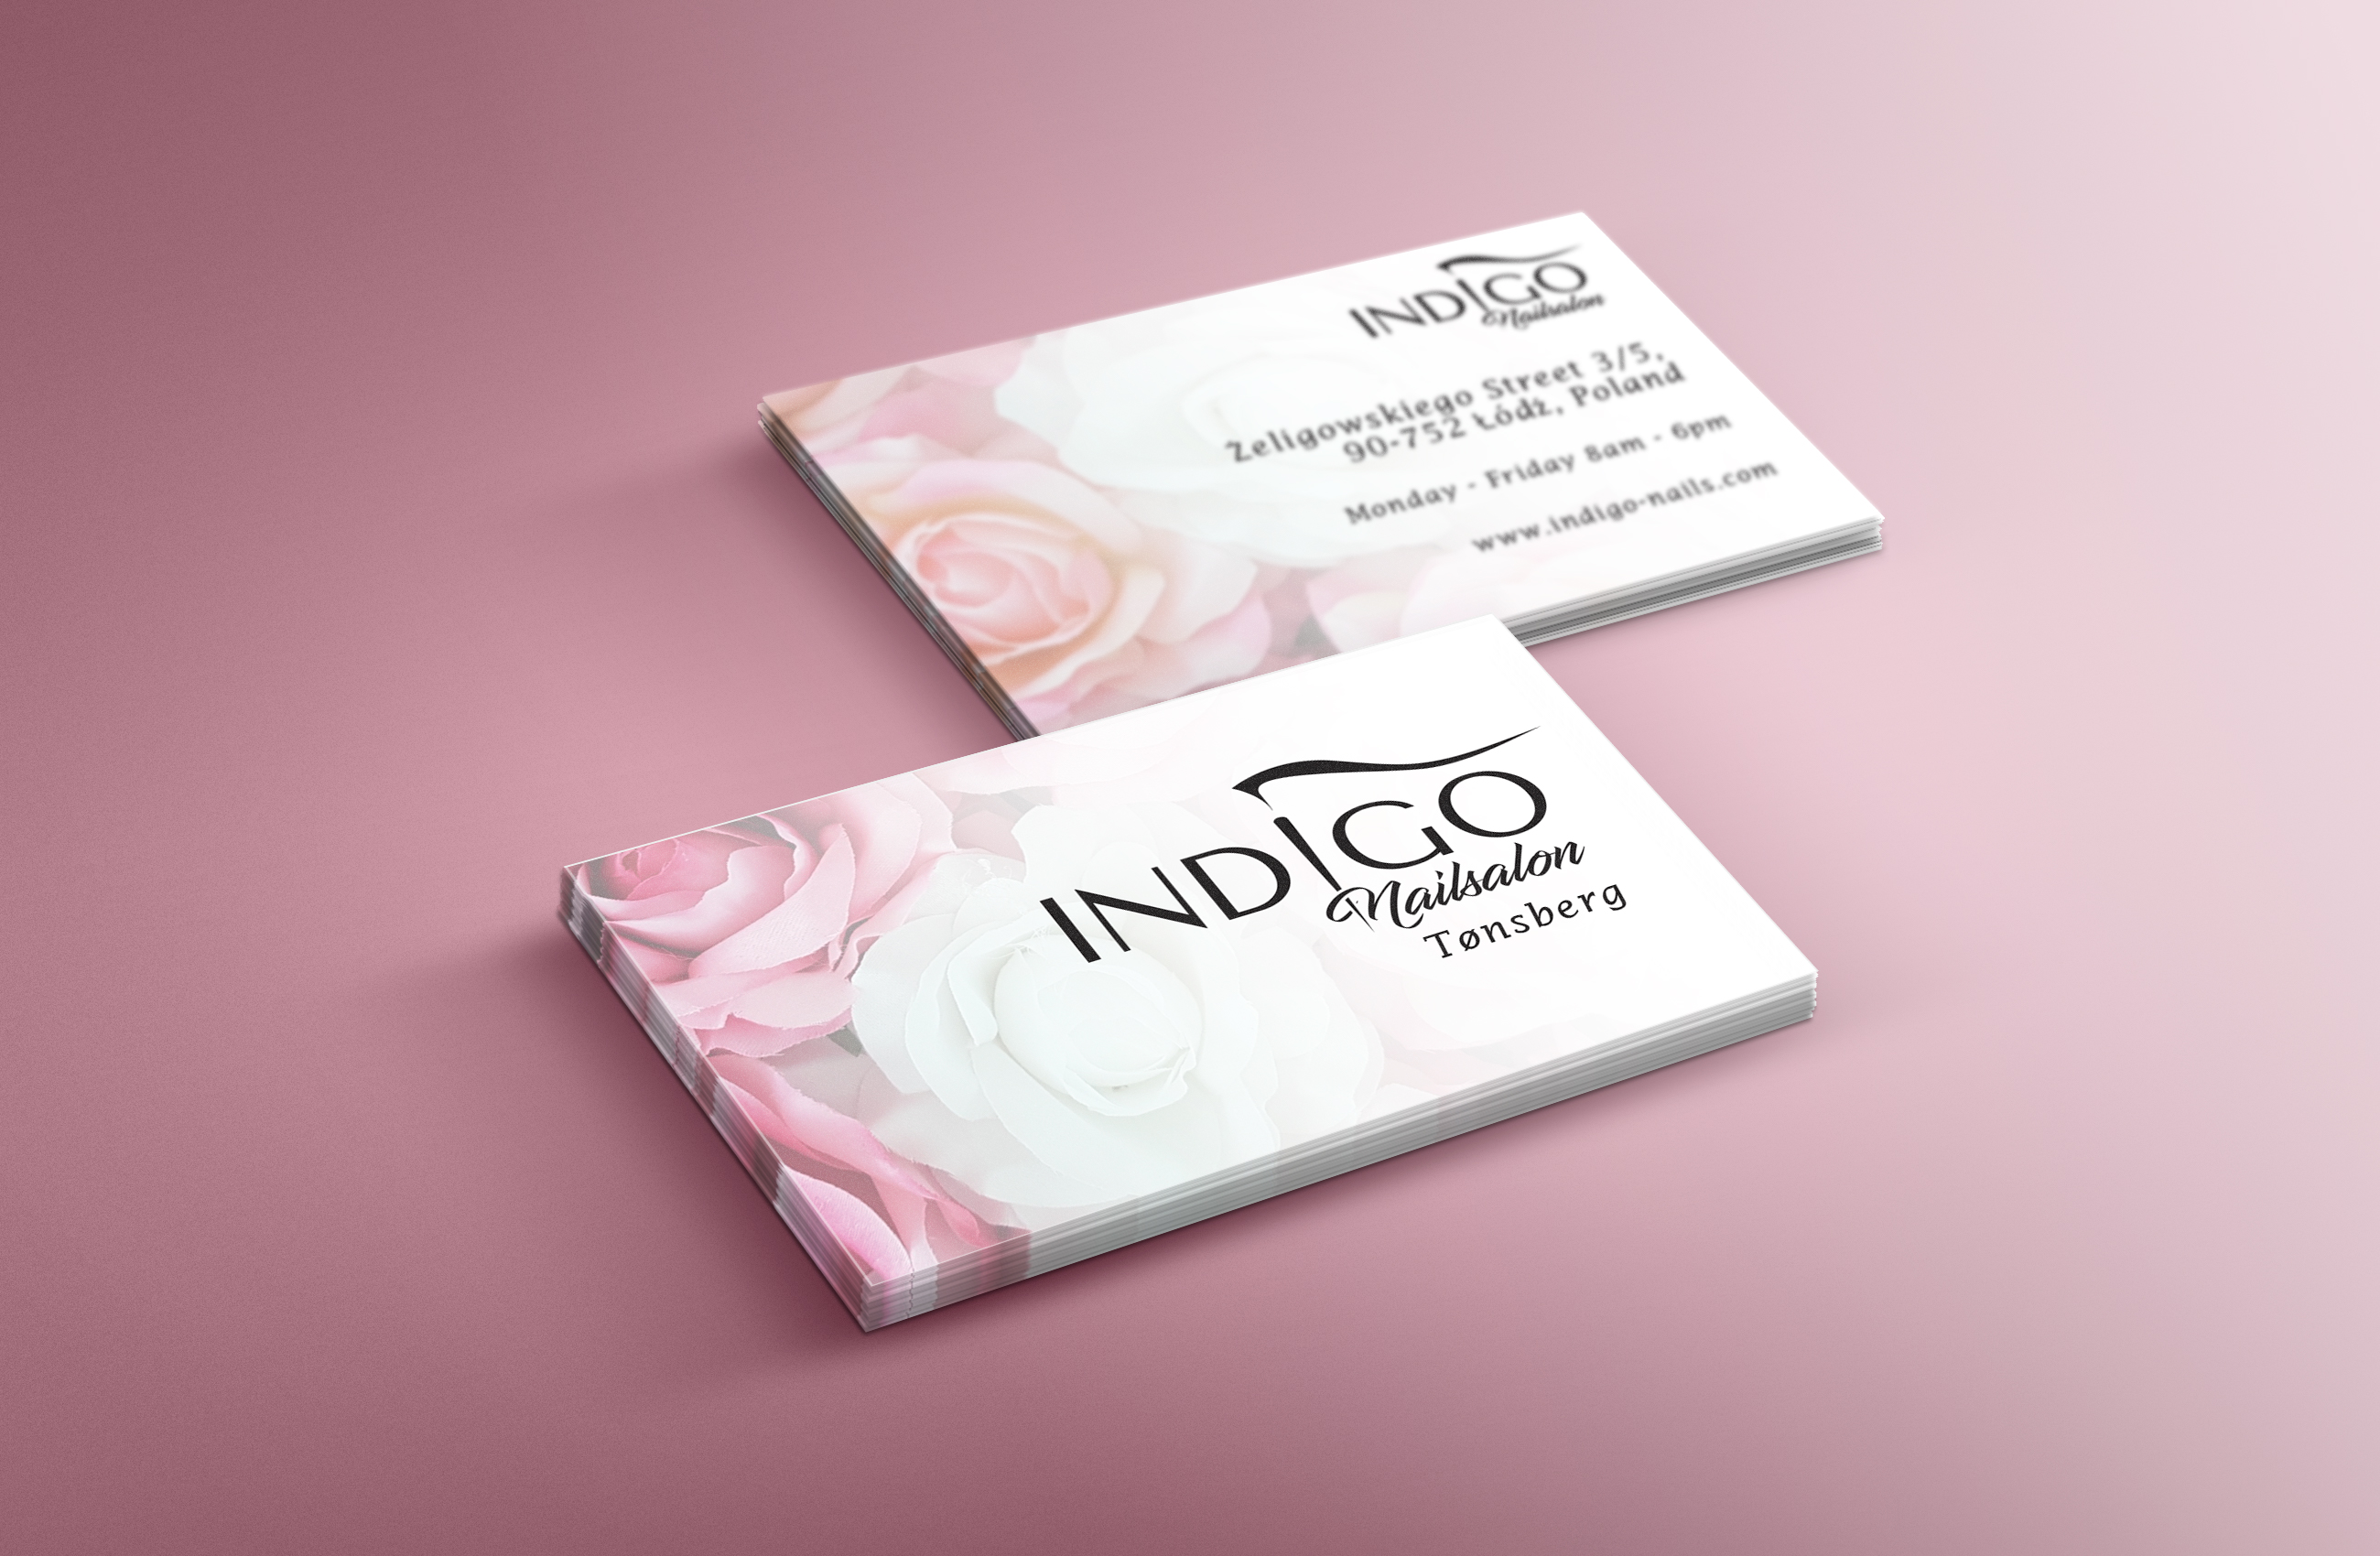 INDIGO
Nailsalon
Żeligowskiego Street 3/5,
90-752 Łódź, Poland
Monday - Friday 8am - 6pm
www.indigo-nails.com
INDIGO
Nailsalon
Tønsberg